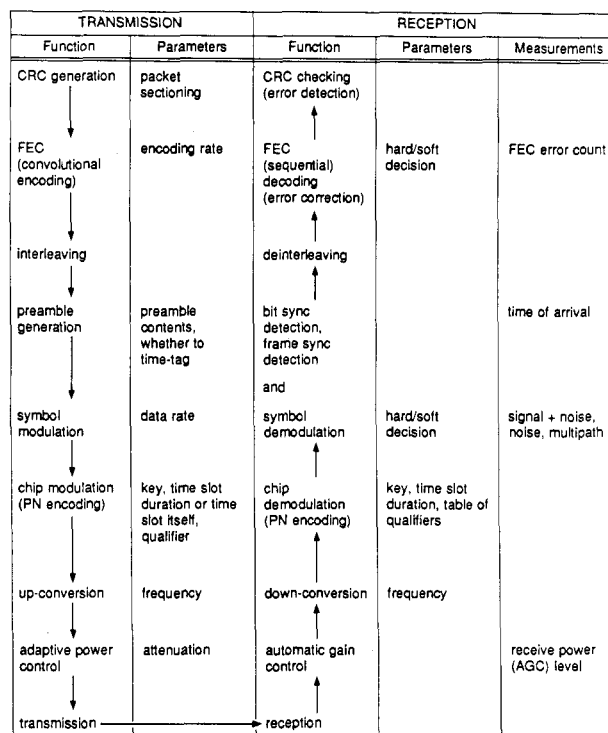 TRANSMISSION RECEPTION
Function Parameters Function Parameters Measurements
CRC generation packet CRC checking
sectioning (error detection)
FEC encoding rate FEC hard/soft FEC error count
(convolutional (sequential) decision
encoding) decoding
(error correction)
interleaving deinterleaving
preamble preamble bit sync time of arrival
generation contents, detection,
whether to frame sync
time-tag detection
and
symbol data rate symbol hard/soft signal + noise,
modulation demodulation decision noise, multipath
chip modulation key, time slot chip key, time slot
(PN encoding) duration or time demodulation duration, table of
slot itself, (PN encoding) qualifiers
qualifier
up-conversion frequency down-conversion frequency
adaptive power attenuation automatic gain receive power
control control (AGC) level
transmission reception